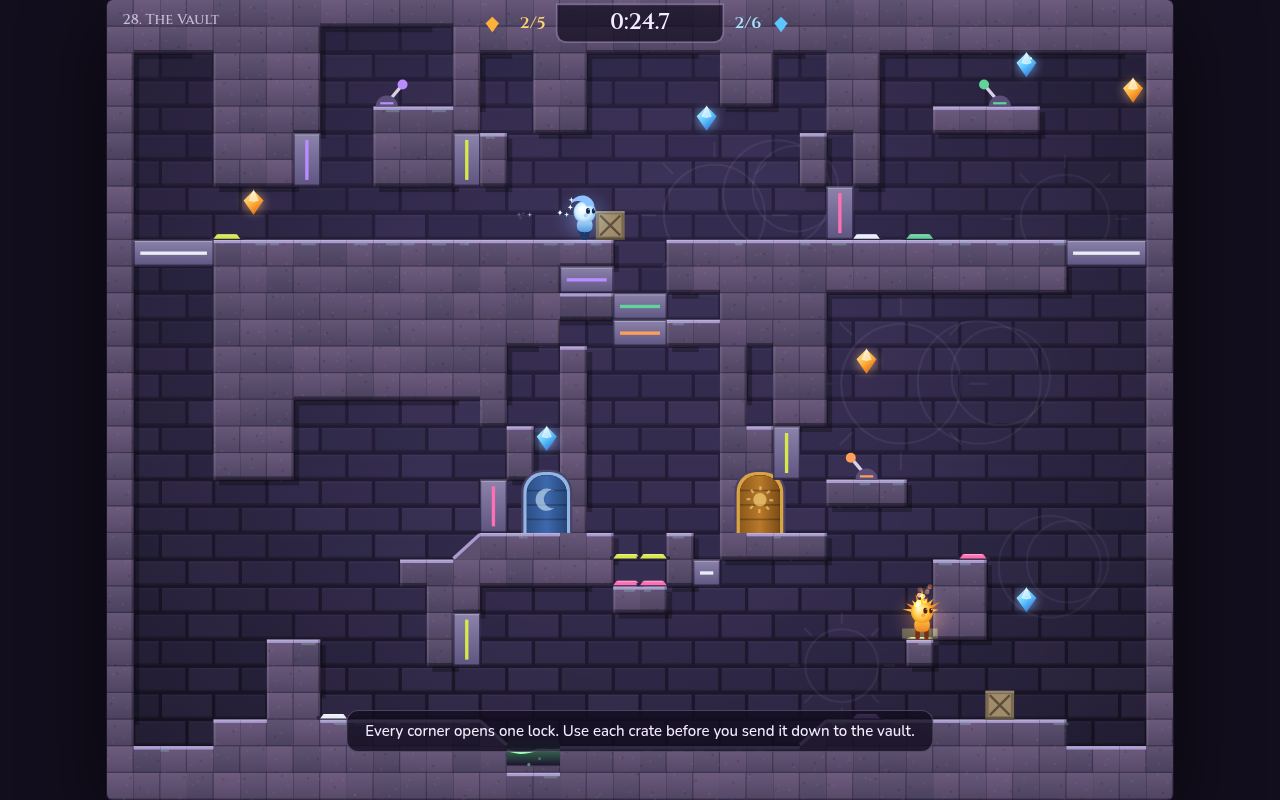 28. The Vault
2/5
0:24.7
2/6
Every corner opens one lock. Use each crate before you send it down to the vault.